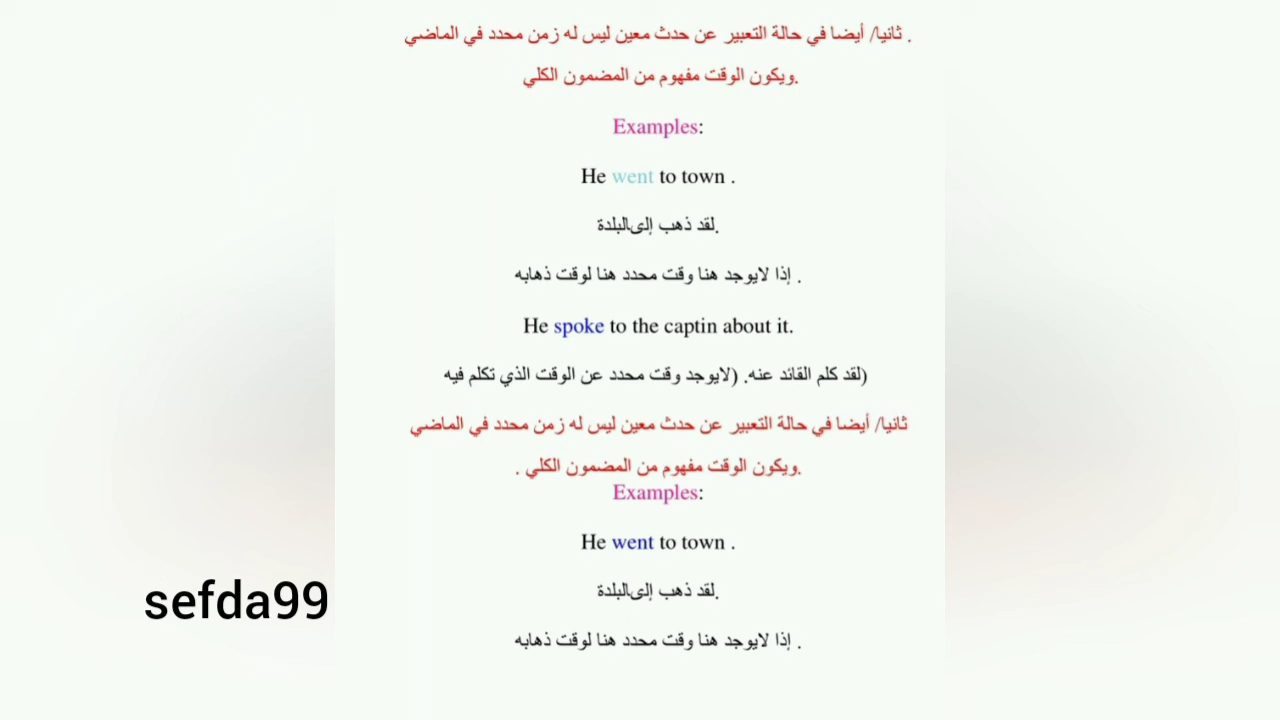 . ثانيا/ أيضا في حالة التعبير عن حدث معين ليس له زمن محدد في الماضي
.ويكون الوقت مفهوم من المضمون الكلي
Examples:
He went to town .
.لقد ذهب إلىالبلدة
. إذا لايوجد هنا وقت محدد هنا لوقت ذهابه
He spoke to the captin about it.
(لقد كلم القائد عنه. (لايوجد وقت محدد عن الوقت الذي تكلم فيه
ثانيا/ أيضا في حالة التعبير عن حدث معين ليس له زمن محدد في الماضي
.ويكون الوقت مفهوم من المضمون الكلي .
Examples:
He went to town .
.لقد ذهب إلىالبلدة
sefda99
. إذا لايوجد هنا وقت محدد هنا لوقت ذهابه